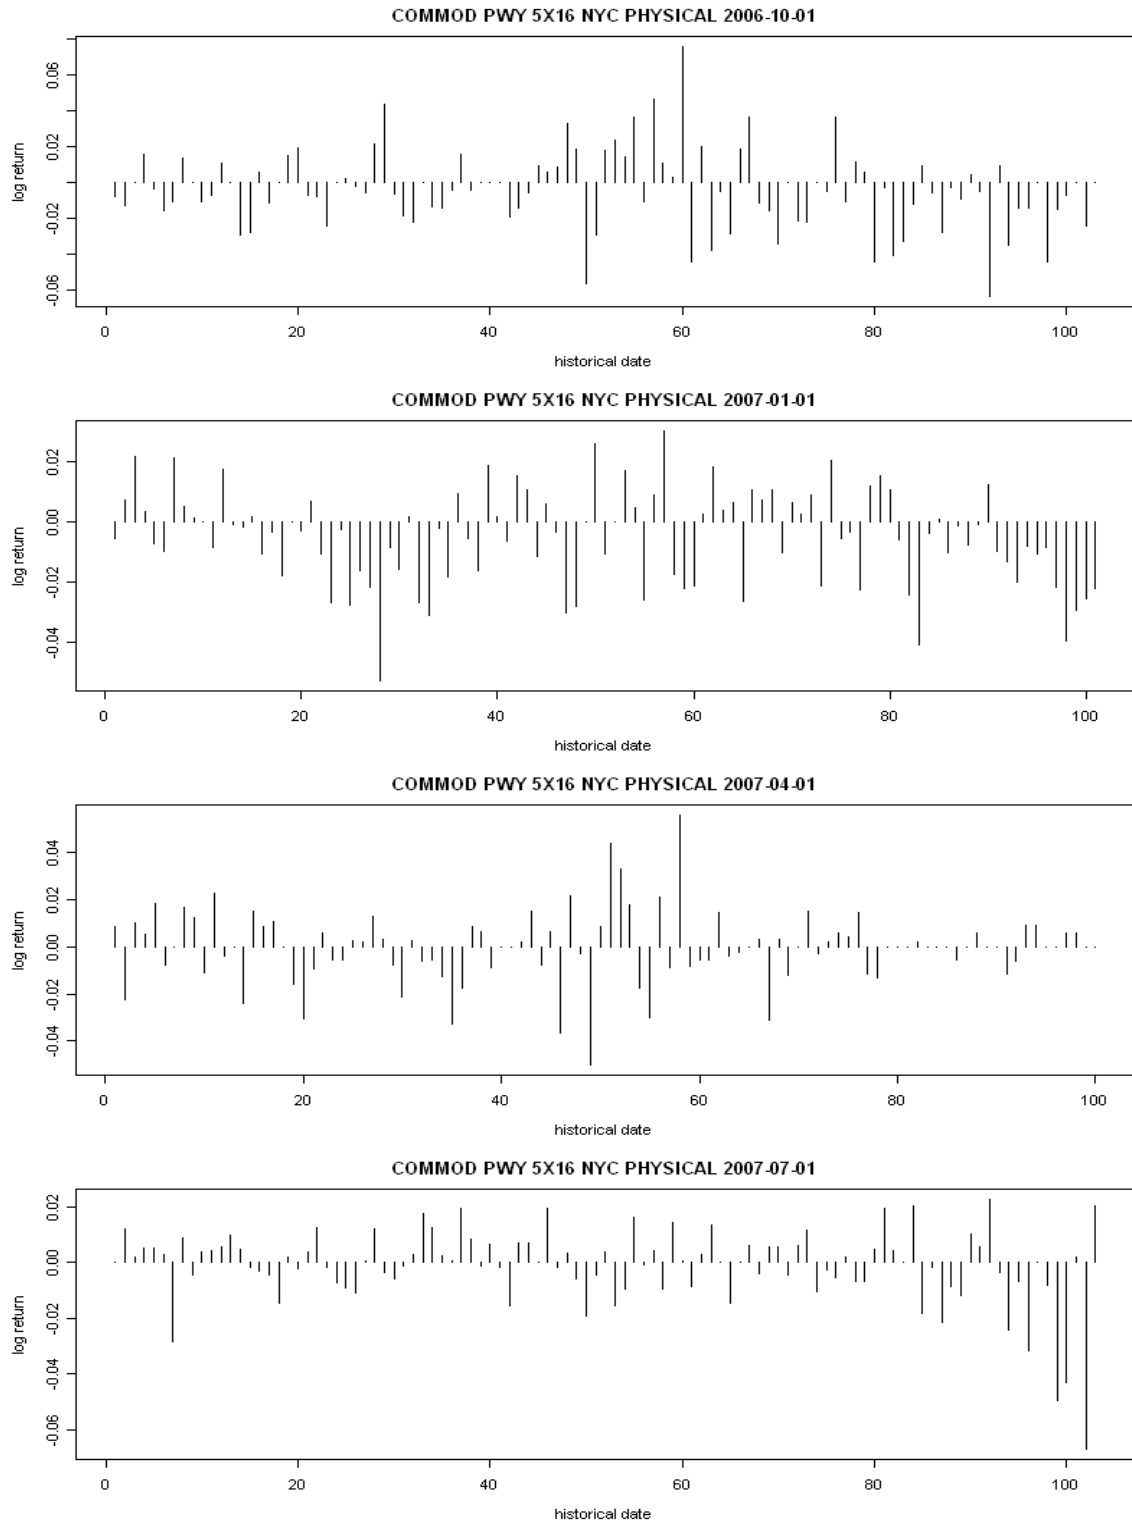 COMMOD PWY 5X16 NYC PHYSICAL 2006-10-01
0.06
0.02
-0.02
-0.06
log return
0 20 40 60 80 100
historical date
COMMOD PWY 5X16 NYC PHYSICAL 2007-01-01
0.02
0.00
-0.02
-0.04
log return
0 20 40 60 80 100
historical date
COMMOD PWY 5X16 NYC PHYSICAL 2007-04-01
0.04
0.02
0.00
-0.02
-0.04
log return
0 20 40 60 80 100
historical date
COMMOD PWY 5X16 NYC PHYSICAL 2007-07-01
0.02
0.00
-0.02
-0.04
-0.06
log return
0 20 40 60 80 100
historical date